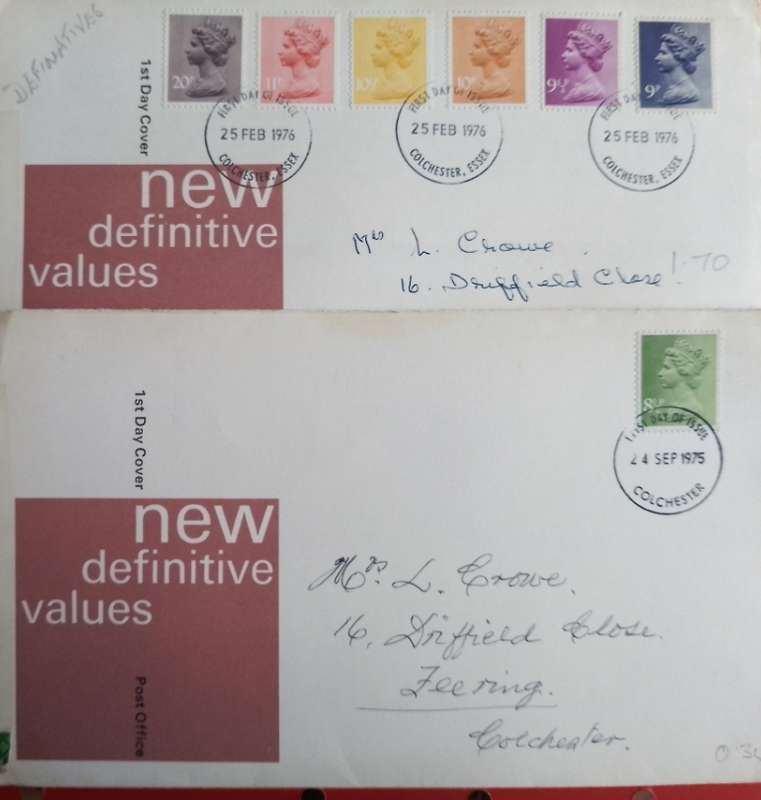 DEFINATIVES
1st Day Cover
20P
11P
10½P
10P
9½P
9P
FIRST DAY OF ISSUE
25 FEB 1976
COLCHESTER, ESSEX
FIRST DAY OF ISSUE
25 FEB 1976
COLCHESTER, ESSEX
FIRST DAY OF ISSUE
25 FEB 1976
COLCHESTER, ESSEX
new
definitive
values
Mrs L. Crowe.
16. Driffield Close.
1.70
1st Day Cover
8½P
FIRST DAY OF ISSUE
24 SEP 1975
COLCHESTER
new
definitive
values
Post Office
Mrs. L. Crowe.
16, Driffield Close.
Feering.
Colchester.